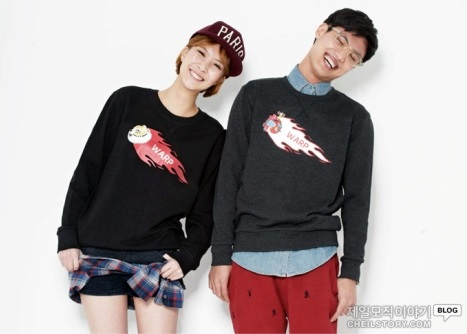 PARIS
WARP
WARP
제일모직이야기 BLOG
CHEILSTORY.COM